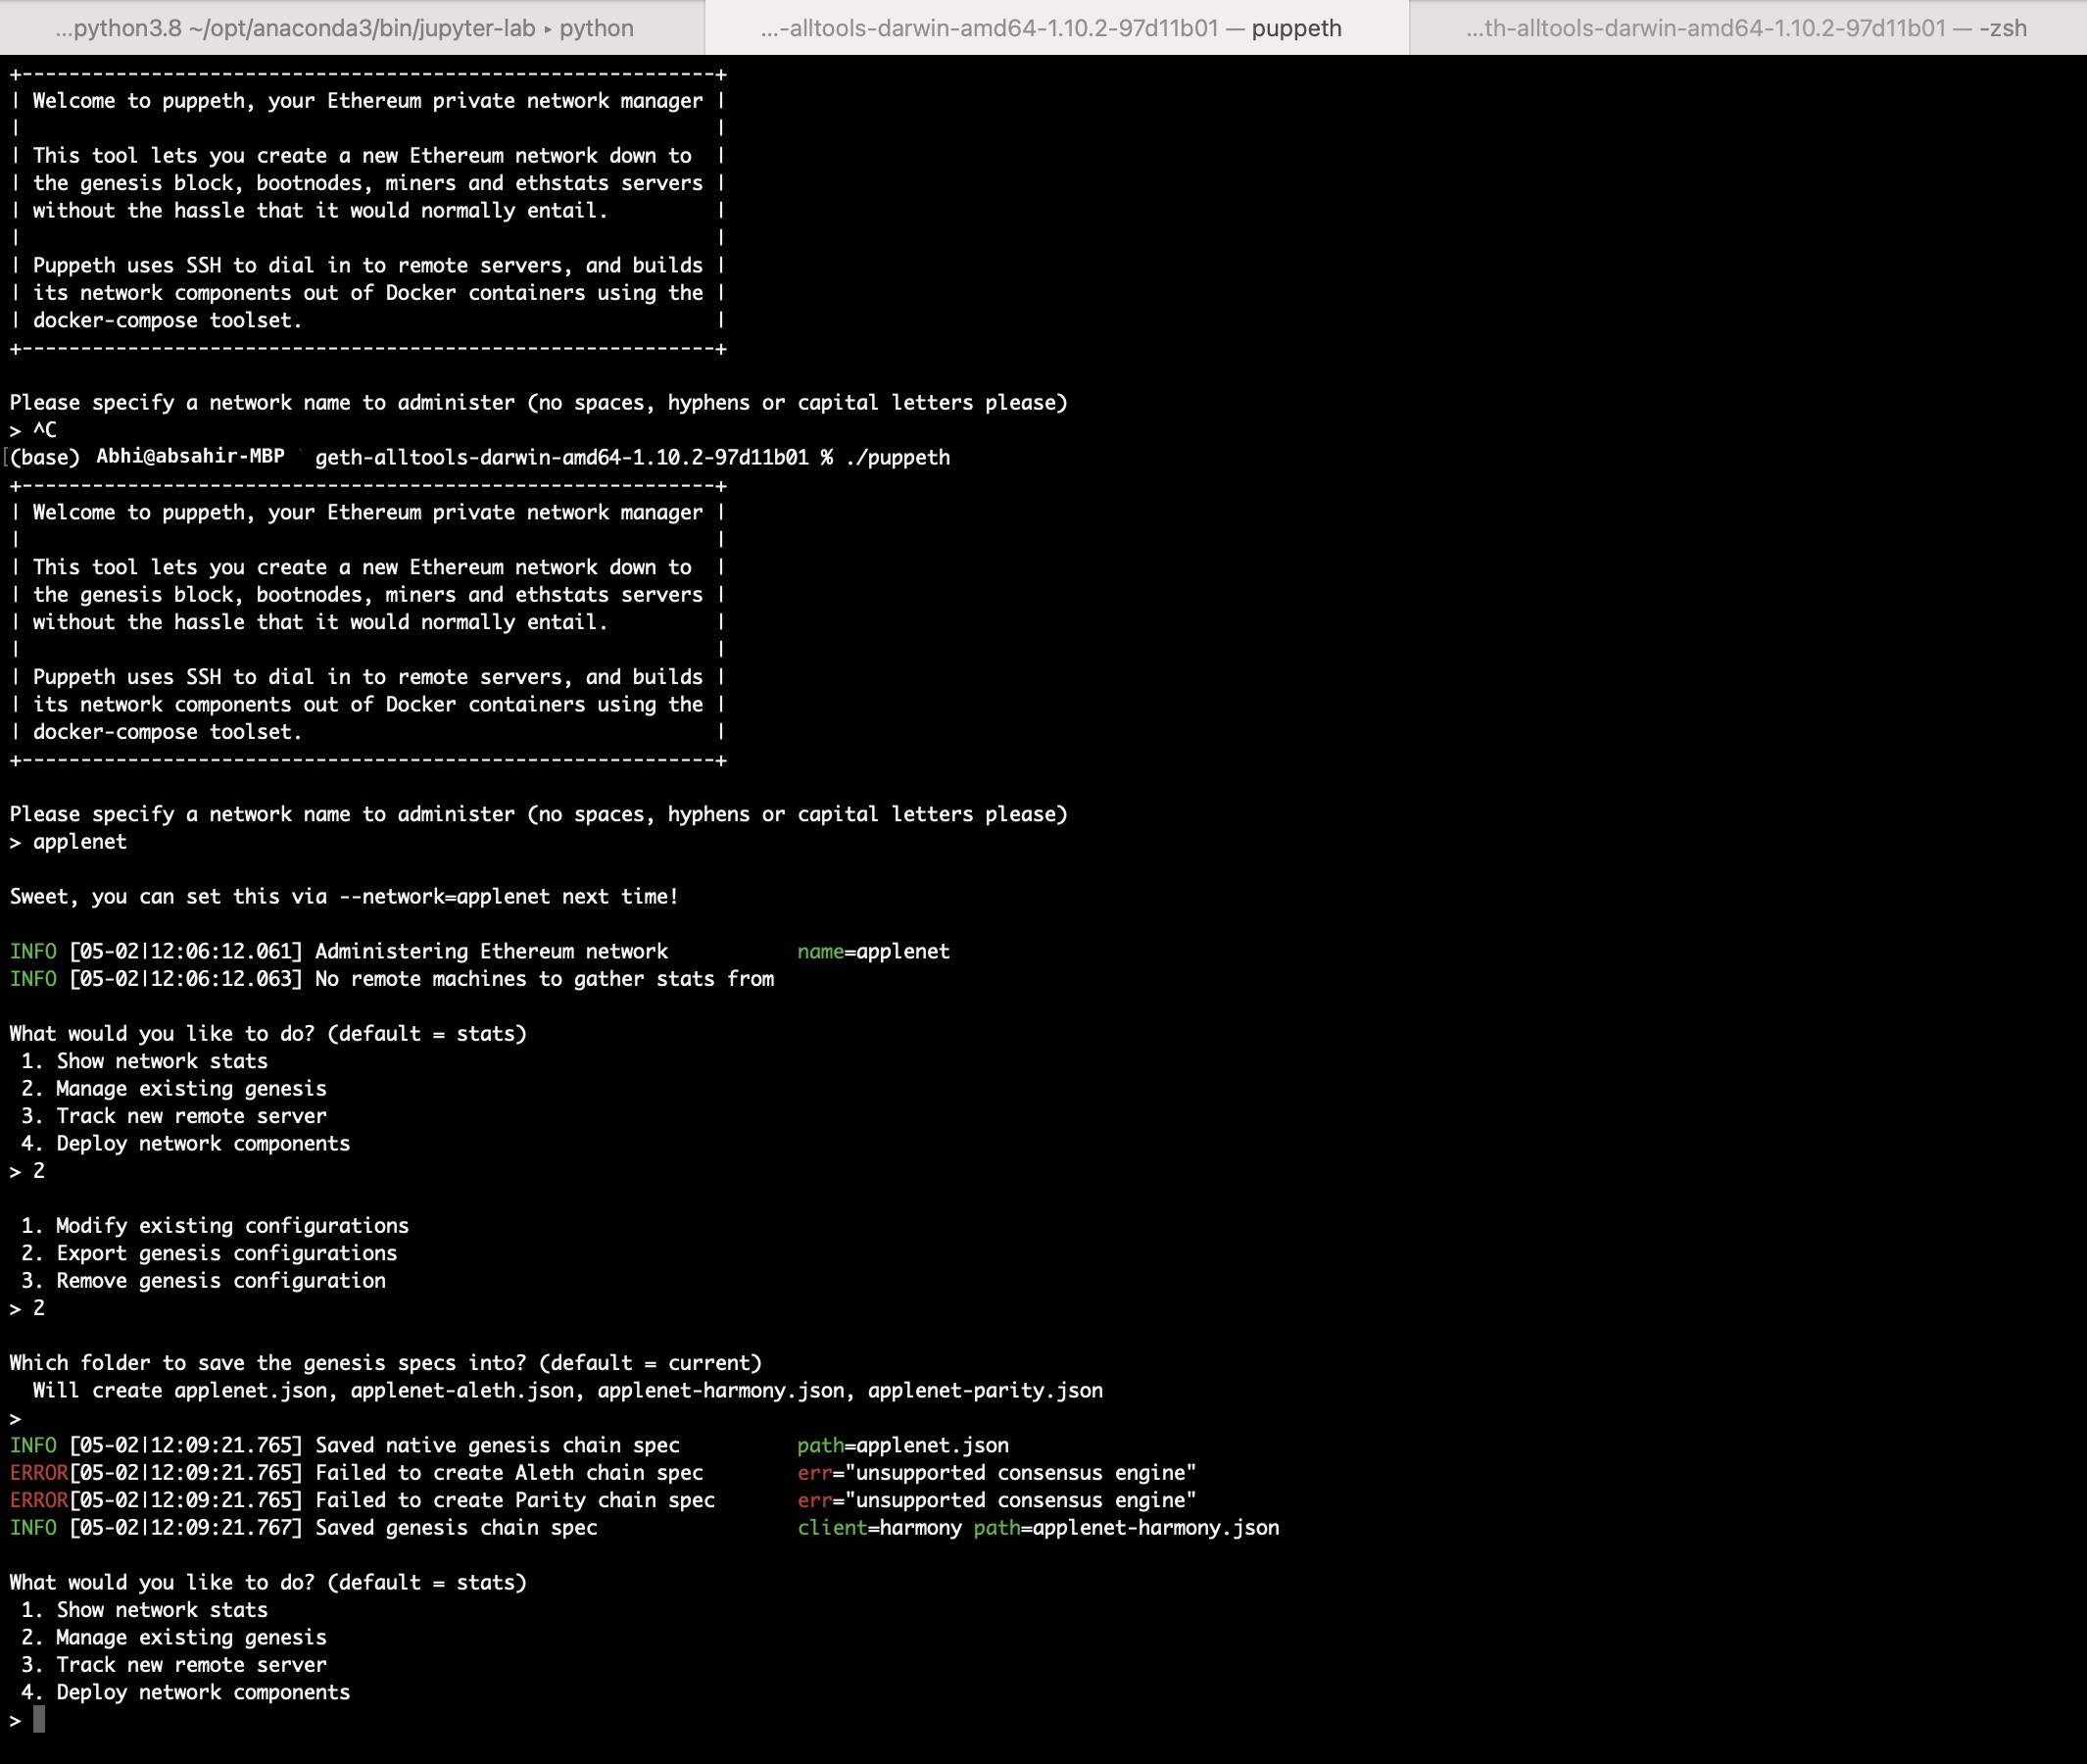 ...python3.8 ~/opt/anaconda3/bin/jupyter-lab ▸ python
...-alltools-darwin-amd64-1.10.2-97d11b01 — puppeth
...th-alltools-darwin-amd64-1.10.2-97d11b01 — -zsh
+-----------------------------------------------------------+
| Welcome to puppeth, your Ethereum private network manager |
|                                                           |
| This tool lets you create a new Ethereum network down to  |
| the genesis block, bootnodes, miners and ethstats servers |
| without the hassle that it would normally entail.         |
|                                                           |
| Puppeth uses SSH to dial in to remote servers, and builds |
| its network components out of Docker containers using the |
| docker-compose toolset.                                   |
+-----------------------------------------------------------+
Please specify a network name to administer (no spaces, hyphens or capital letters please)
> ^C
[(base) Abhi@absahir-MBP geth-alltools-darwin-amd64-1.10.2-97d11b01 % ./puppeth
+-----------------------------------------------------------+
| Welcome to puppeth, your Ethereum private network manager |
|                                                           |
| This tool lets you create a new Ethereum network down to  |
| the genesis block, bootnodes, miners and ethstats servers |
| without the hassle that it would normally entail.         |
|                                                           |
| Puppeth uses SSH to dial in to remote servers, and builds |
| its network components out of Docker containers using the |
| docker-compose toolset.                                   |
+-----------------------------------------------------------+
Please specify a network name to administer (no spaces, hyphens or capital letters please)
> applenet
Sweet, you can set this via --network=applenet next time!
INFO [05-02|12:06:12.061] Administering Ethereum network           name=applenet
INFO [05-02|12:06:12.063] No remote machines to gather stats from
What would you like to do? (default = stats)
 1. Show network stats
 2. Manage existing genesis
 3. Track new remote server
 4. Deploy network components
> 2
 1. Modify existing configurations
 2. Export genesis configurations
 3. Remove genesis configuration
> 2
Which folder to save the genesis specs into? (default = current)
  Will create applenet.json, applenet-aleth.json, applenet-harmony.json, applenet-parity.json
>
INFO [05-02|12:09:21.765] Saved native genesis chain spec          path=applenet.json
ERROR[05-02|12:09:21.765] Failed to create Aleth chain spec        err="unsupported consensus engine"
ERROR[05-02|12:09:21.765] Failed to create Parity chain spec       err="unsupported consensus engine"
INFO [05-02|12:09:21.767] Saved genesis chain spec                 client=harmony path=applenet-harmony.json
What would you like to do? (default = stats)
 1. Show network stats
 2. Manage existing genesis
 3. Track new remote server
 4. Deploy network components
>